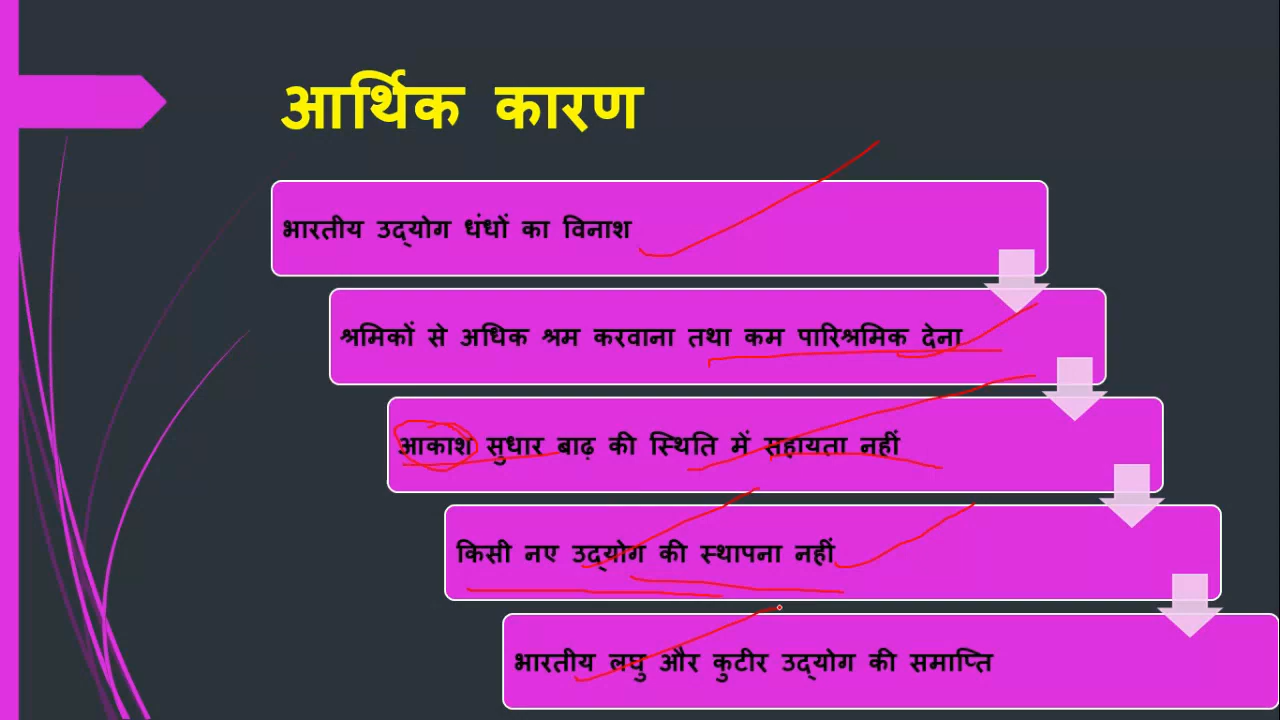 आर्थिक कारण
भारतीय उद्योग धंधों का विनाश
श्रमिकों से अधिक श्रम करवाना तथा कम पारिश्रमिक देना
आकाश सुधार बाढ़ की स्थिति में सहायता नहीं
किसी नए उद्योग की स्थापना नहीं
भारतीय लघु और कुटीर उद्योग की समाप्ति